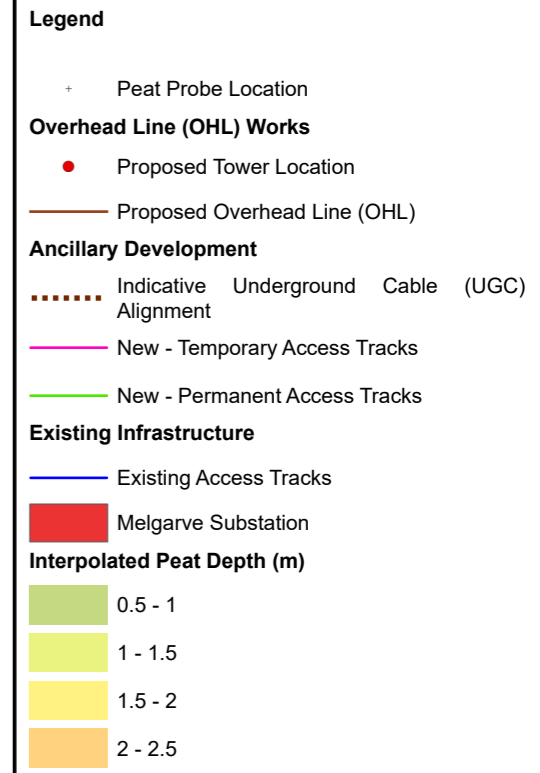 Legend
Peat Probe Location
Overhead Line (OHL) Works
Proposed Tower Location
Proposed Overhead Line (OHL)
Ancillary Development
Indicative Underground Cable (UGC)
Alignment
New - Temporary Access Tracks
New - Permanent Access Tracks
Existing Infrastructure
Existing Access Tracks
Melgarve Substation
Interpolated Peat Depth (m)
0.5 - 1
1 - 1.5
1.5 - 2
2 - 2.5